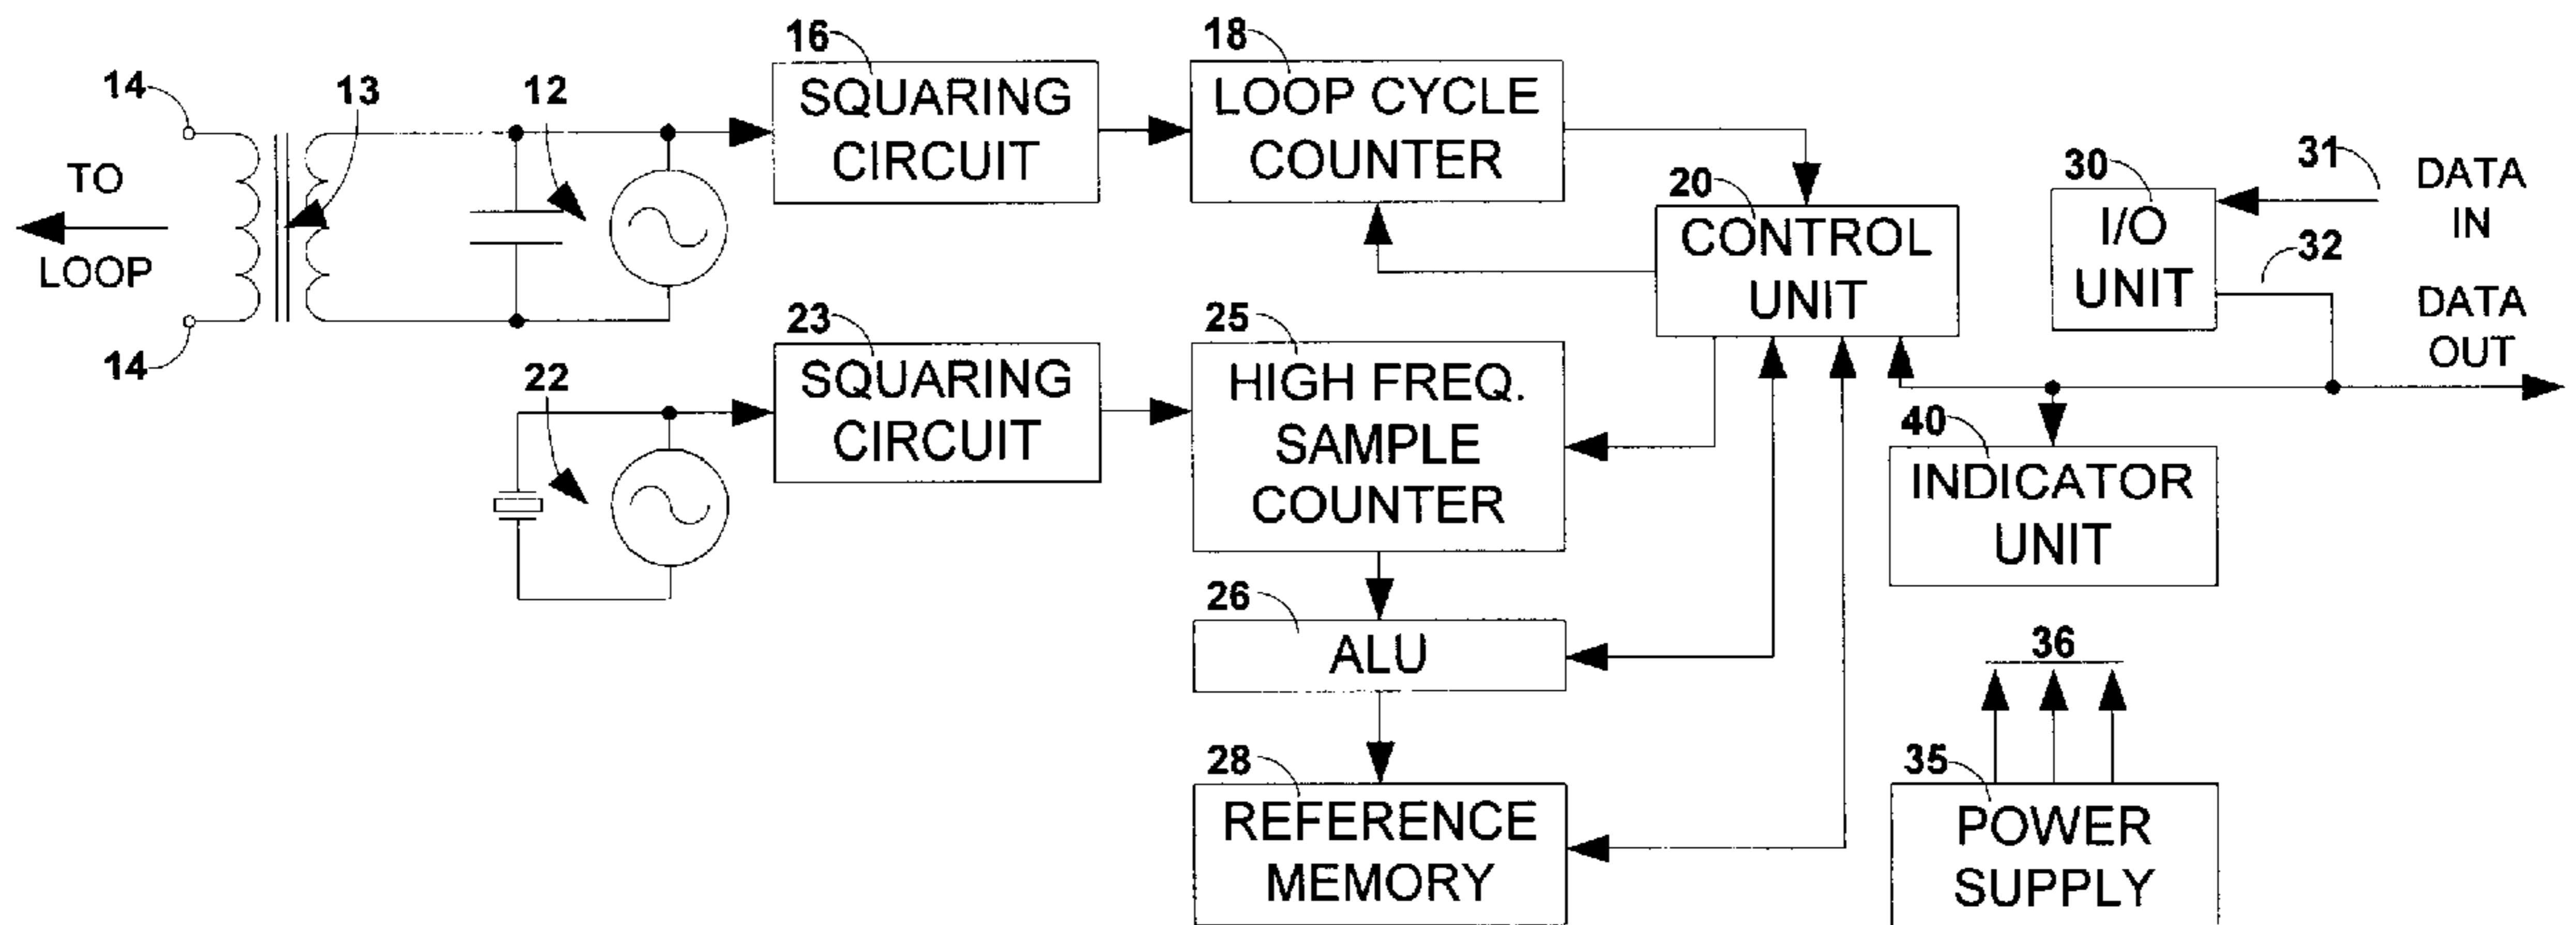 16
SQUARING
CIRCUIT
18
LOOP CYCLE
COUNTER
14
13
12
TO
LOOP
14
20
CONTROL
UNIT
30
I/O
UNIT
31
DATA
IN
32
DATA
OUT
22
23
SQUARING
CIRCUIT
25
HIGH FREQ.
SAMPLE
COUNTER
40
INDICATOR
UNIT
26
ALU
28
REFERENCE
MEMORY
36
35
POWER
SUPPLY